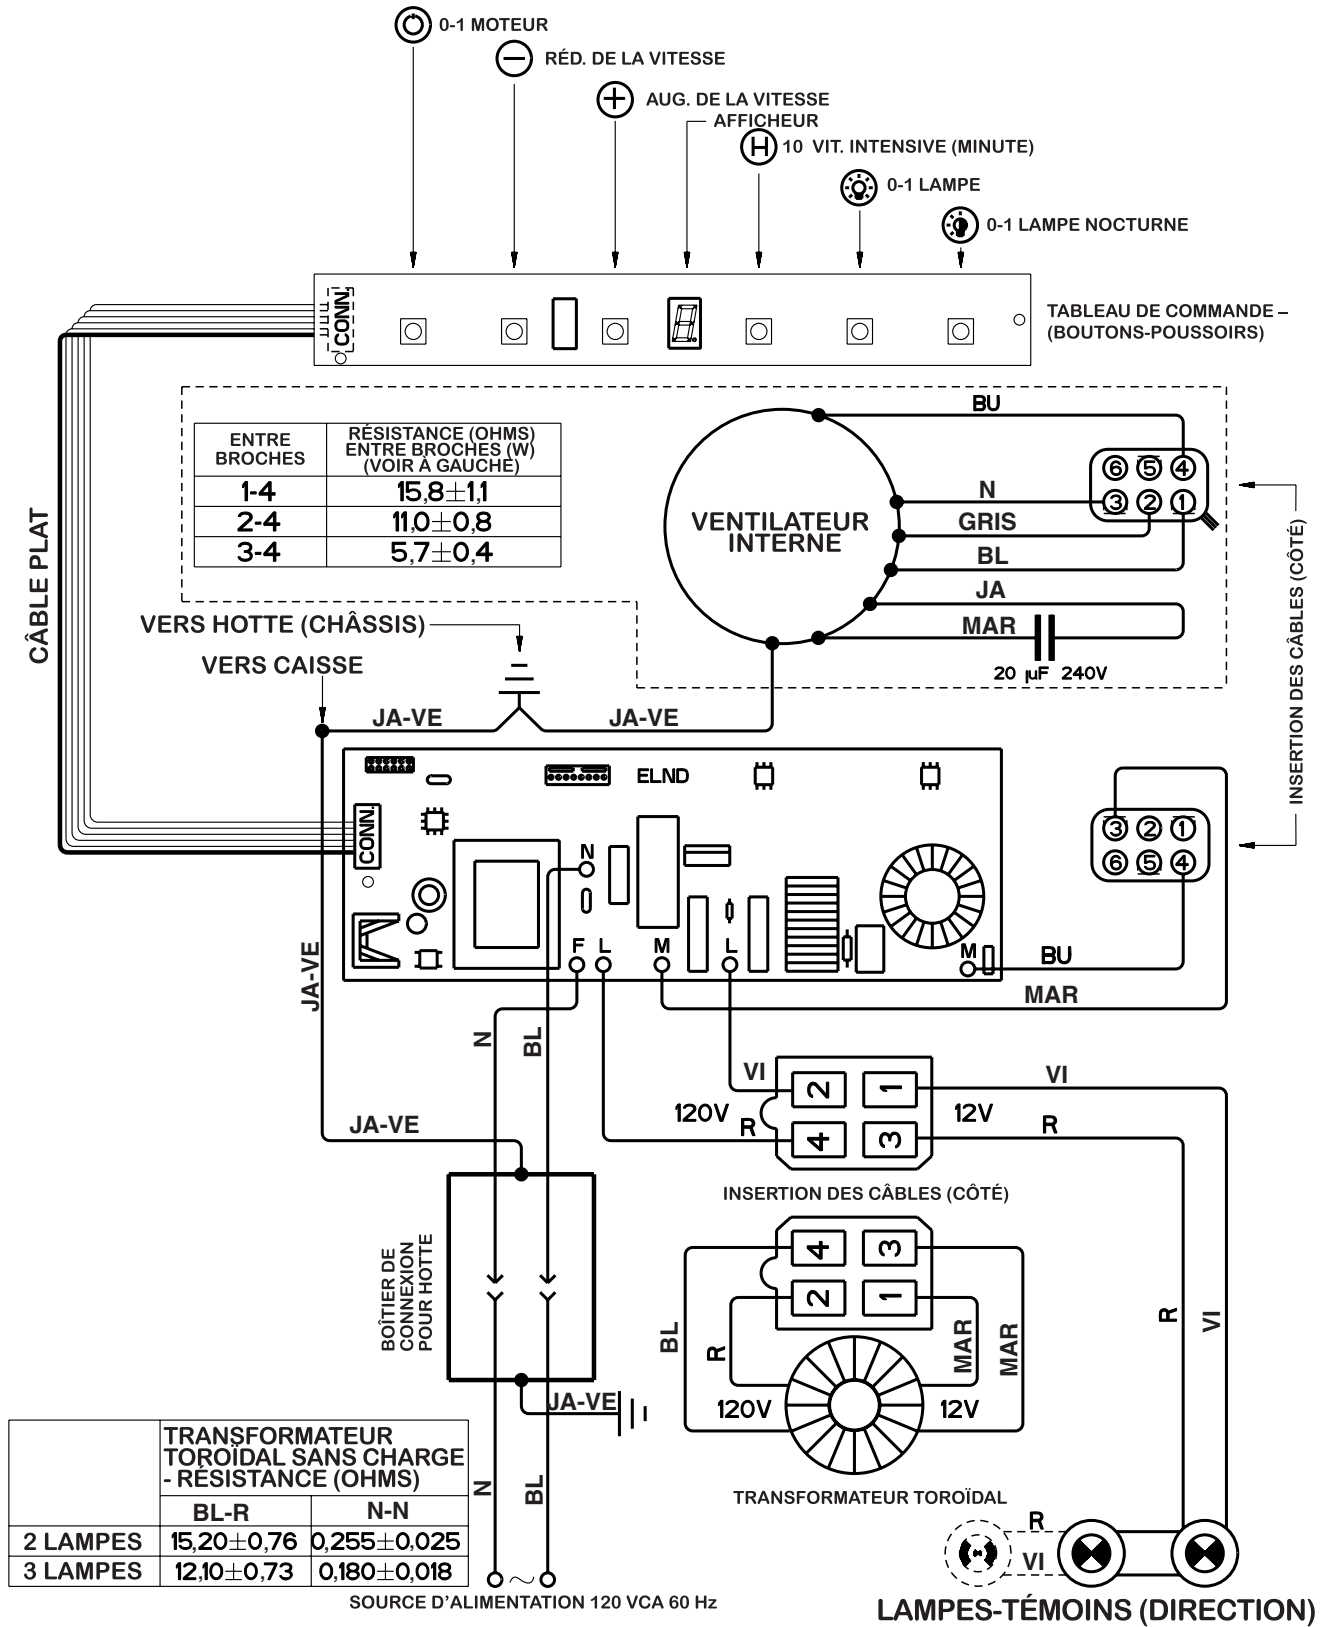 0-1 MOTEUR
RÉD. DE LA VITESSE
AUG. DE LA VITESSE
AFFICHEUR
H 10 VIT. INTENSIVE (MINUTE)
0-1 LAMPE
0-1 LAMPE NOCTURNE
CONN.
TABLEAU DE COMMANDE –
(BOUTONS-POUSSOIRS)
ENTRE
BROCHES
RÉSISTANCE (OHMS)
ENTRE BROCHES (W)
(VOIR À GAUCHE)
1-4 15,8±1,1
2-4 11,0±0,8
3-4 5,7±0,4
CÂBLE PLAT
VENTILATEUR
INTERNE
BU
N
GRIS
BL
JA
MAR
20 µF 240V
6 5 4
3 2 1
INSERTION DES CÂBLES (CÔTÉ)
VERS HOTTE (CHÂSSIS)
VERS CAISSE
JA-VE
JA-VE
ELND
CONN.
N
F L M L M
3 2 1
6 5 4
BU
MAR
JA-VE
N
BL
VI
120V
R
2 1
4 3
VI
12V
R
JA-VE
INSERTION DES CÂBLES (CÔTÉ)
BOÎTIER DE
CONNEXION
POUR HOTTE
4 3
2 1
BL
R
MAR
MAR
120V
12V
R
VI
JA-VE
TRANSFORMATEUR TOROÏDAL
TRANSFORMATEUR
TOROÏDAL SANS CHARGE
- RÉSISTANCE (OHMS)
BL-R N-N
2 LAMPES 15,20±0,76 0,255±0,025
3 LAMPES 12,10±0,73 0,180±0,018
N
BL
SOURCE D'ALIMENTATION 120 VCA 60 Hz
R
VI
LAMPES-TÉMOINS (DIRECTION)